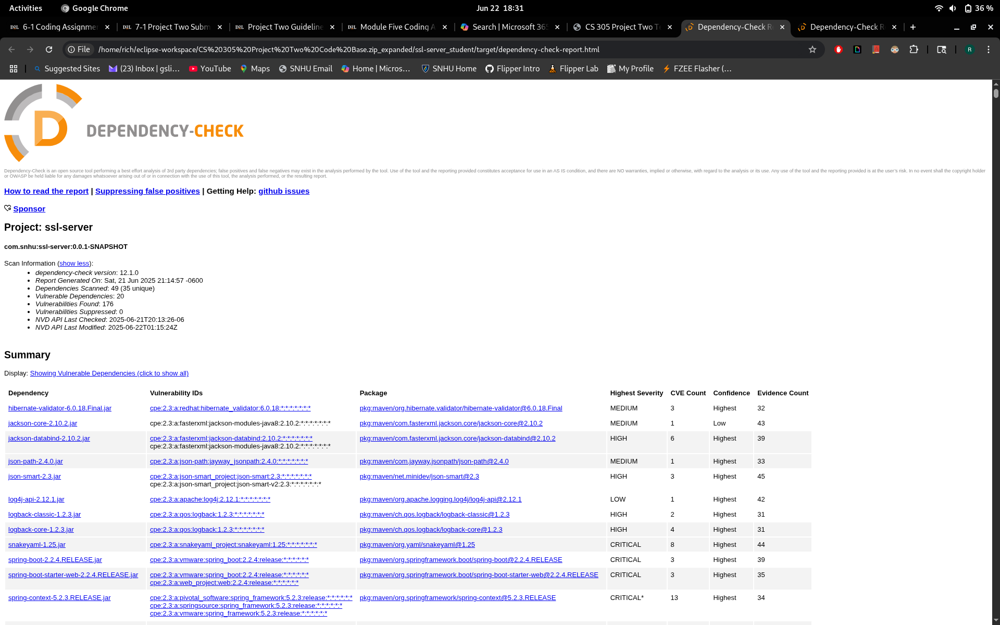 Activities Google Chrome Jun 22 18:31 36 %
D2L 6-1 Coding Assignme D2L 7-1 Project Two Subm D2L Project Two Guideline D2L Module Five Coding A Search | Microsoft 365 CS 305 Project Two Te Dependency-Check R Dependency-Check R
File /home/rich/eclipse-workspace/CS%20305%20Project%20Two%20Code%20Base.zip_expanded/ssl-server_student/target/dependency-check-report.html R
Suggested Sites (23) Inbox | gsli... YouTube Maps SNHU Email Home | Micros... SNHU Home Flipper Intro Flipper Lab My Profile FZEE Flasher (...
D DEPENDENCY-CHECK
Dependency-Check is an open source tool performing a best effort analysis of 3rd party dependencies; false positives and false negatives may exist in the analysis performed by the tool. Use of the tool and the reporting provided constitutes acceptance for use in an AS IS condition, and there are NO warranties, implied or otherwise, with regard to the analysis or its use. Any use of the tool and the reporting provided is at the user's risk. In no event shall the copyright holder
or OWASP be held liable for any damages whatsoever arising out of or in connection with the use of this tool, the analysis performed, or the resulting report.
How to read the report | Suppressing false positives | Getting Help: github issues
Sponsor
Project: ssl-server
com.snhu:ssl-server:0.0.1-SNAPSHOT
Scan Information (show less):
• dependency-check version: 12.1.0
• Report Generated On: Sat, 21 Jun 2025 21:14:57 -0600
• Dependencies Scanned: 49 (35 unique)
• Vulnerable Dependencies: 20
• Vulnerabilities Found: 176
• Vulnerabilities Suppressed: 0
• NVD API Last Checked: 2025-06-21T20:13:26-06
• NVD API Last Modified: 2025-06-22T01:15:24Z
Summary
Display: Showing Vulnerable Dependencies (click to show all)
Dependency Vulnerability IDs Package Highest Severity CVE Count Confidence Evidence Count
hibernate-validator-6.0.18.Final.jar cpe:2.3:a:redhat:hibernate_validator:6.0.18:*:*:*:*:*:*:* pkg:maven/org.hibernate.validator/hibernate-validator@6.0.18.Final MEDIUM 3 Highest 32
jackson-core-2.10.2.jar cpe:2.3:a:fasterxml:jackson-modules-java8:2.10.2:*:*:*:*:*:*:* pkg:maven/com.fasterxml.jackson.core/jackson-core@2.10.2 MEDIUM 1 Low 43
jackson-databind-2.10.2.jar cpe:2.3:a:fasterxml:jackson-databind:2.10.2:*:*:*:*:*:*:* pkg:maven/com.fasterxml.jackson.core/jackson-databind@2.10.2 HIGH 6 Highest 39
cpe:2.3:a:fasterxml:jackson-modules-java8:2.10.2:*:*:*:*:*:*:*
json-path-2.4.0.jar cpe:2.3:a:json-path:jayway_jsonpath:2.4.0:*:*:*:*:*:*:* pkg:maven/com.jayway.jsonpath/json-path@2.4.0 MEDIUM 1 Highest 33
json-smart-2.3.jar cpe:2.3:a:json-smart_project:json-smart:2.3:*:*:*:*:*:*:* pkg:maven/net.minidev/json-smart@2.3 HIGH 3 Highest 45
cpe:2.3:a:json-smart_project:json-smart-v2:2.3:*:*:*:*:*:*:*
log4j-api-2.12.1.jar cpe:2.3:a:apache:log4j:2.12.1:*:*:*:*:*:*:* pkg:maven/org.apache.logging.log4j/log4j-api@2.12.1 LOW 1 Highest 42
logback-classic-1.2.3.jar cpe:2.3:a:qos:logback:1.2.3:*:*:*:*:*:*:* pkg:maven/ch.qos.logback/logback-classic@1.2.3 HIGH 2 Highest 31
logback-core-1.2.3.jar cpe:2.3:a:qos:logback:1.2.3:*:*:*:*:*:*:* pkg:maven/ch.qos.logback/logback-core@1.2.3 HIGH 4 Highest 31
snakeyaml-1.25.jar cpe:2.3:a:snakeyaml_project:snakeyaml:1.25:*:*:*:*:*:*:* pkg:maven/org.yaml/snakeyaml@1.25 CRITICAL 8 Highest 44
spring-boot-2.2.4.RELEASE.jar cpe:2.3:a:vmware:spring_boot:2.2.4:release:*:*:*:*:*:* pkg:maven/org.springframework.boot/spring-boot@2.2.4.RELEASE CRITICAL 3 Highest 39
spring-boot-starter-web-2.2.4.RELEASE.jar cpe:2.3:a:vmware:spring_boot:2.2.4:release:*:*:*:*:*:* pkg:maven/org.springframework.boot/spring-boot-starter-web@2.2.4.RELEASE CRITICAL 3 Highest 35
cpe:2.3:a:web_project:web:2.2.4:release:*:*:*:*:*:*
spring-context-5.2.3.RELEASE.jar cpe:2.3:a:pivotal_software:spring_framework:5.2.3:release:*:*:*:*:*:* pkg:maven/org.springframework/spring-context@5.2.3.RELEASE CRITICAL* 13 Highest 34
cpe:2.3:a:springsource:spring_framework:5.2.3:release:*:*:*:*:*:*
cpe:2.3:a:vmware:spring_framework:5.2.3:release:*:*:*:*:*:*